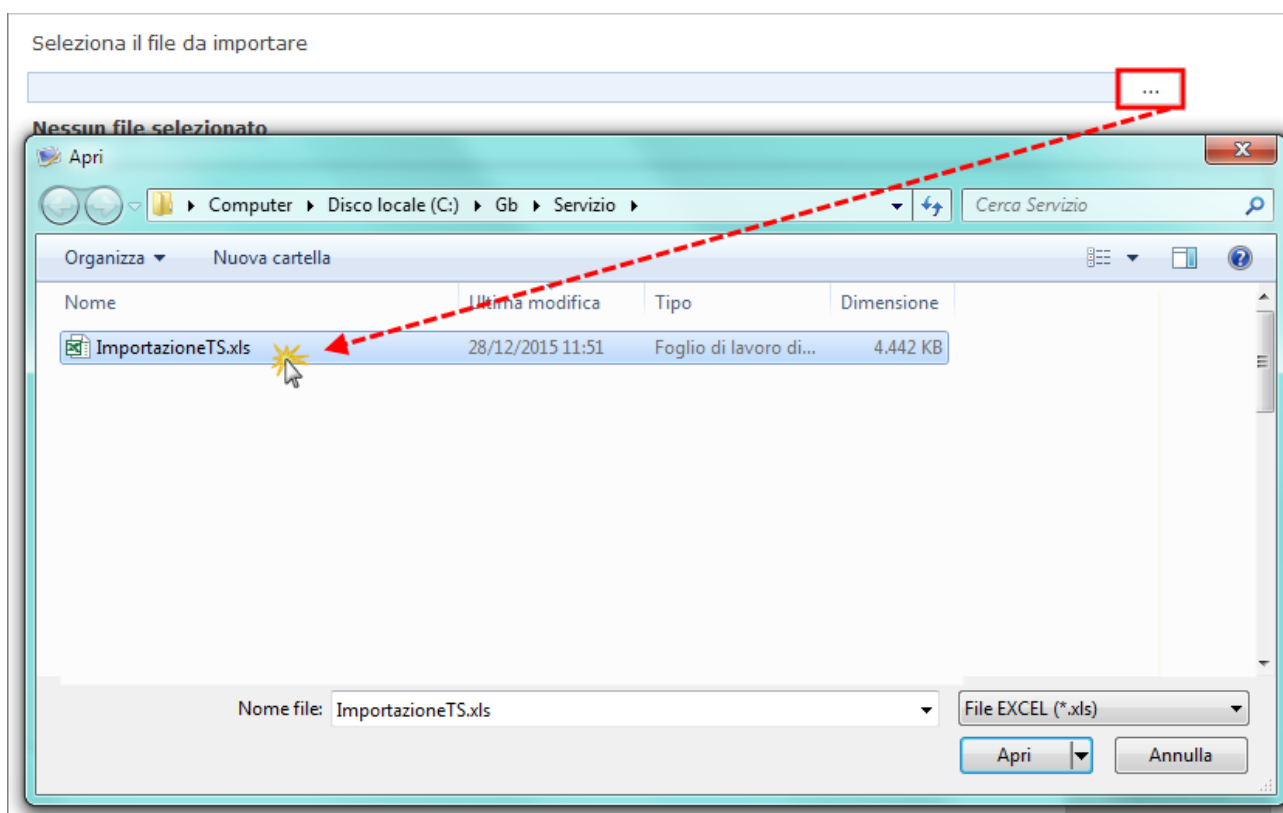 Seleziona il file da importare
...
Nessun file selezionato
Apri
Computer Disco locale (C:) Gb Servizio
Cerca Servizio
Organizza Nuova cartella
Nome Ultima modifica Tipo Dimensione
ImportazioneTS.xls 28/12/2015 11:51 Foglio di lavoro di... 4.442 KB
Nome file: ImportazioneTS.xls File EXCEL (*.xls)
Apri Annulla